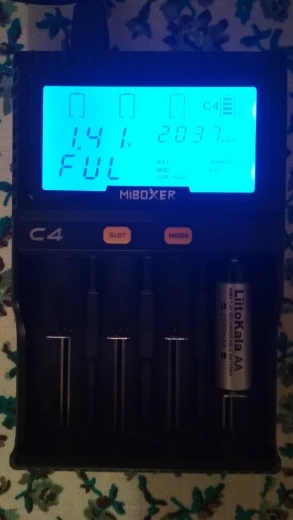 C4
1.41v 2037mAh
FUL
MiBOXER
C4 SLOT MODE
LiitoKala AA